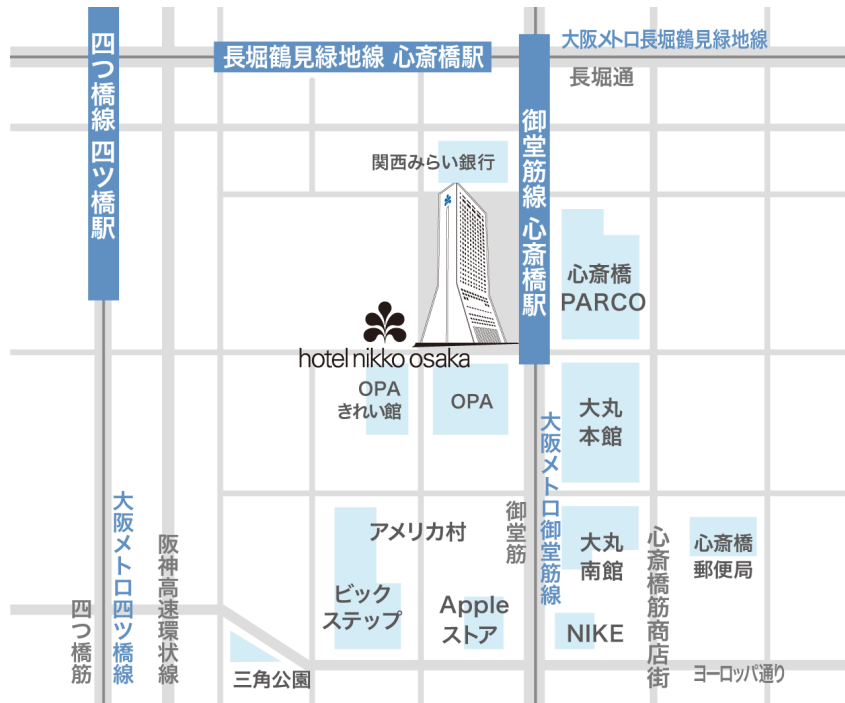 四つ橋線 四ツ橋駅
長堀鶴見緑地線 心斎橋駅
大阪メトロ長堀鶴見緑地線
長堀通
御堂筋線 心斎橋駅
関西みらい銀行
心斎橋
PARCO
hotel nikko osaka
OPA
きれい館
OPA
大丸
本館
大阪メトロ御堂筋線
御堂筋
大阪メトロ四ツ橋線
阪神高速環状線
四つ橋筋
アメリカ村
大丸
南館
心斎橋筋商店街
心斎橋
郵便局
ビック
ステップ
Apple
ストア
NIKE
三角公園
ヨーロッパ通り